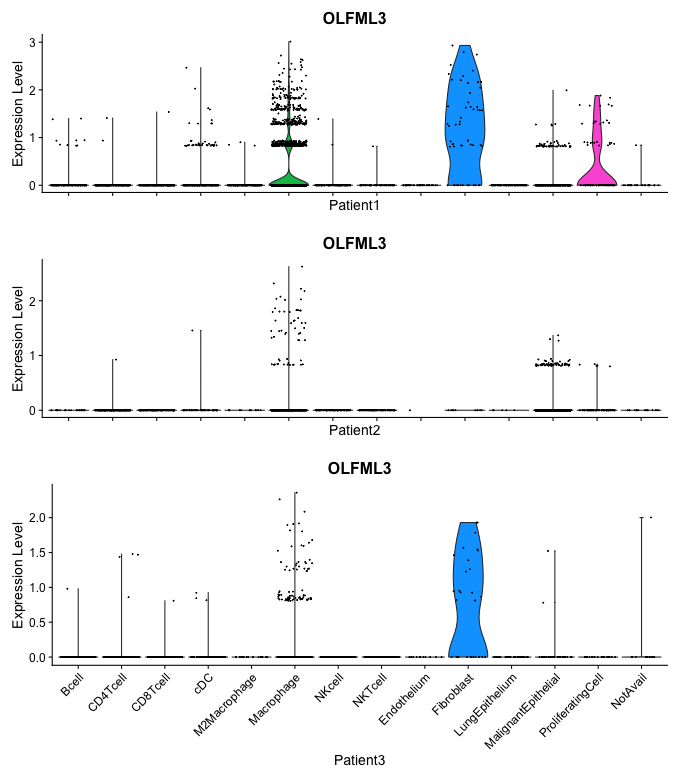 OLFML3
Expression Level
3
2
1
0
Patient1
OLFML3
Expression Level
2
1
0
Patient2
OLFML3
Expression Level
2.0
1.5
1.0
0.5
0.0
Bcell
CD4Tcell
CD8Tcell
cDC
M2Macrophage
Macrophage
NKcell
NKTcell
Endothelium
Fibroblast
LungEpithelium
MalignantEpithelial
ProliferatingCell
NotAvail
Patient3